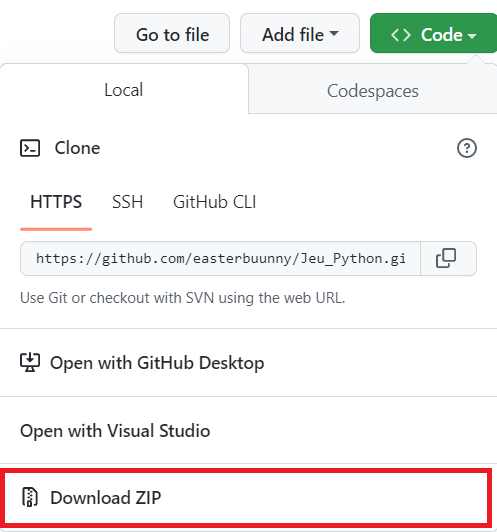 Go to file Add file <> Code
Local Codespaces
Clone
HTTPS SSH GitHub CLI
https://github.com/easterbuunny/Jeu_Python.gi
Use Git or checkout with SVN using the web URL.
Open with GitHub Desktop
Open with Visual Studio
Download ZIP